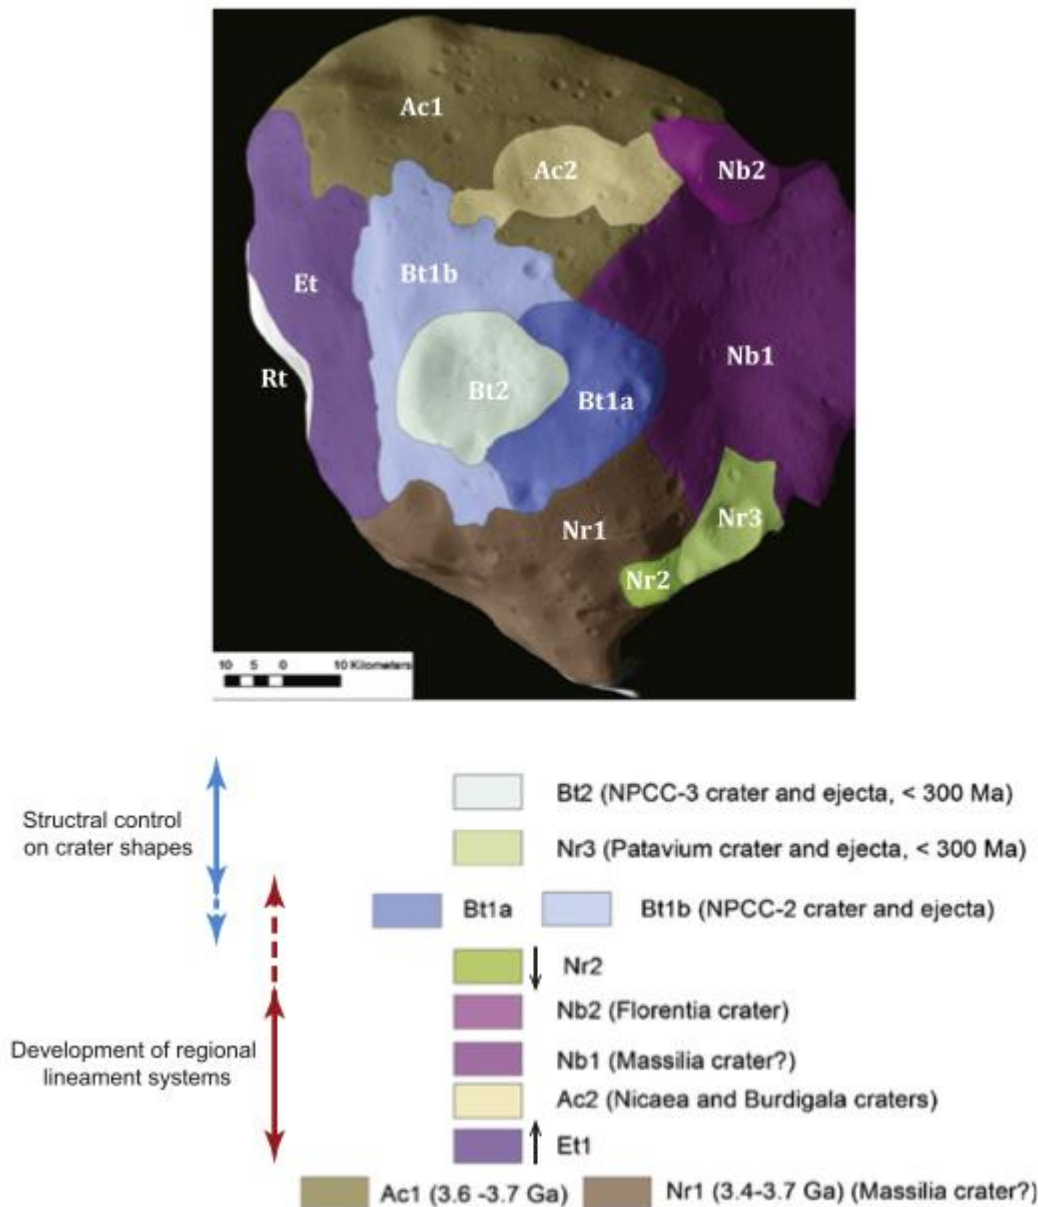 Ac1
Ac2
Nb2
Et
Bt1b
Nb1
Rt
Bt2
Bt1a
Nr1
Nr3
Nr2
10 5 0 10 Kilometers
Bt2 (NPCC-3 crater and ejecta, < 300 Ma)
Structral control
on crater shapes
Nr3 (Patavium crater and ejecta, < 300 Ma)
Bt1a
Bt1b (NPCC-2 crater and ejecta)
Nr2
Nb2 (Florentia crater)
Development of regional
lineament systems
Nb1 (Massilia crater?)
Ac2 (Nicaea and Burdigala craters)
Et1
Ac1 (3.6 -3.7 Ga)
Nr1 (3.4-3.7 Ga) (Massilia crater?)